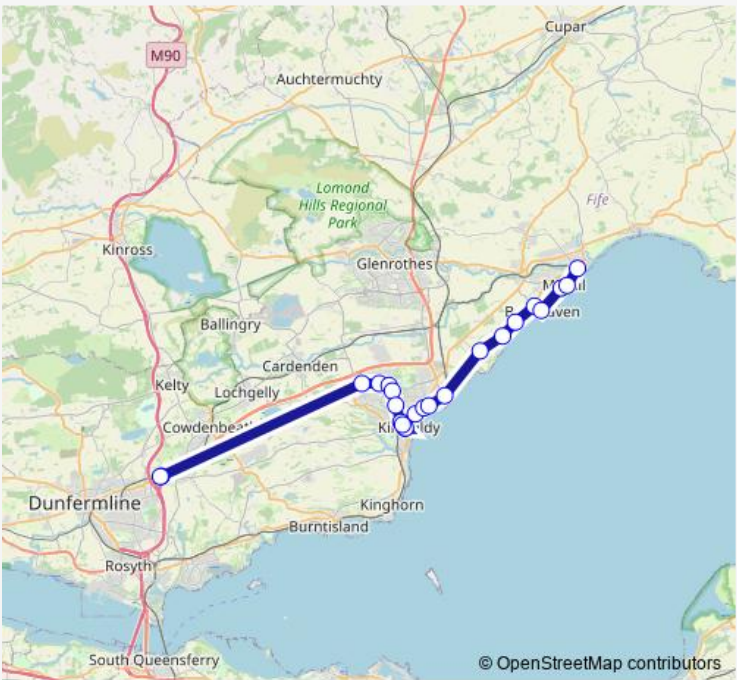 Cupar
M90
Auchtermuchty
Lomond
Hills Regional
Park
Fife
Kinross
Glenrothes
Ballingry
Cardenden
Kelty
Lochgelly
Dunfermline
Kinghorn
Burntisland
Rosyth
South Queensferry
© OpenStreetMap contributors